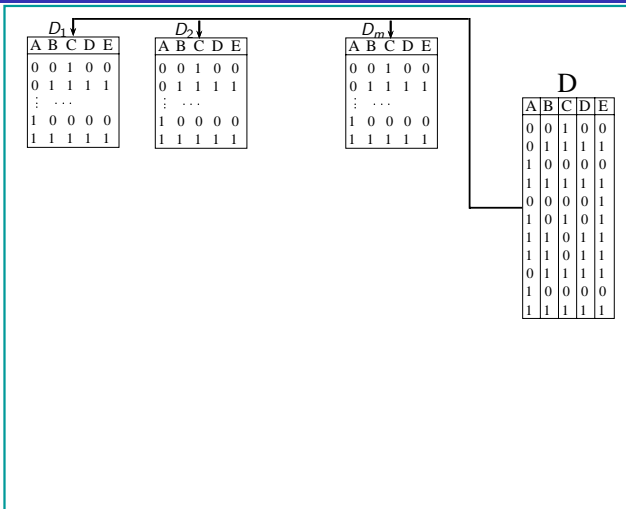 D1 D2 Dm
A B C D E A B C D E A B C D E
0 0 1 0 0 0 0 1 0 0 0 0 1 0 0
0 1 1 1 1 0 1 1 1 1 0 1 1 1 1
⋮ ··· ⋮ ··· ⋮ ···
1 0 0 0 0 1 0 0 0 0 1 0 0 0 0
1 1 1 1 1 1 1 1 1 1 1 1 1 1 1
D
A B C D E
0 0 1 0 0
0 1 1 1 1
1 0 0 0 0
1 1 1 1 1
0 0 0 0 1
1 0 1 0 1
1 1 0 1 1
1 1 0 1 1
0 1 1 1 1
1 0 0 0 0
1 1 1 1 1